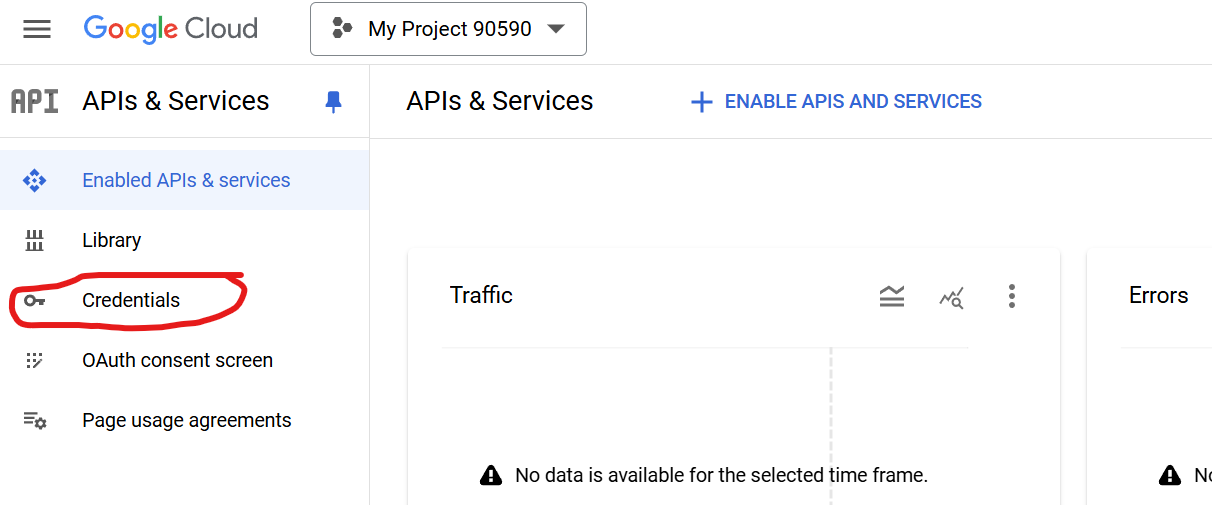 Google Cloud
My Project 90590
API
APIs & Services
APIs & Services
ENABLE APIS AND SERVICES
Enabled APIs & services
Library
Credentials
OAuth consent screen
Page usage agreements
Traffic
No data is available for the selected time frame.
Errors